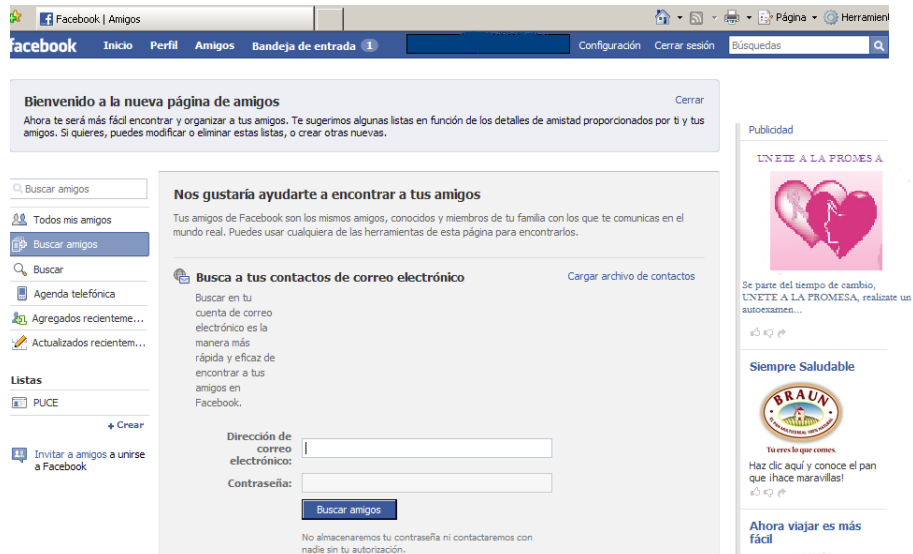 Facebook | Amigos
Página
Herramient
facebook Inicio Perfil Amigos Bandeja de entrada 1 Configuración Cerrar sesión Búsquedas
Bienvenido a la nueva página de amigos Cerrar
Ahora te será más fácil encontrar y organizar a tus amigos. Te sugerimos algunas listas en función de los detalles de amistad proporcionados por ti y tus
amigos. Si quieres, puedes modificar o eliminar estas listas, o crear otras nuevas.
Buscar amigos
Todos mis amigos
Buscar amigos
Buscar
Agenda telefónica
Agregados recienteme...
Actualizados recientem...
Listas
PUCE
+ Crear
Invitar a amigos a unirse
a Facebook
Nos gustaría ayudarte a encontrar a tus amigos
Tus amigos de Facebook son los mismos amigos, conocidos y miembros de tu familia con los que te comunicas en el
mundo real. Puedes usar cualquiera de las herramientas de esta página para encontrarlos.
Busca a tus contactos de correo electrónico Cargar archivo de contactos
Buscar en tu
cuenta de correo
electrónico es la
manera más
rápida y eficaz de
encontrar a tus
amigos en
Facebook.
Dirección de
correo
electrónico:
Contraseña:
Buscar amigos
No almacenaremos tu contraseña ni contactaremos con
nadie sin tu autorización.
Publicidad
UNETE A LA PROMESA
Se parte del tiempo de cambio,
UNETE A LA PROMESA, realizate un
autoexamen...
Siempre Saludable
BRAUN
Tú eres lo que comes.
Haz clic aquí y conoce el pan
que ¡hace maravillas!
Ahora viajar es más
fácil